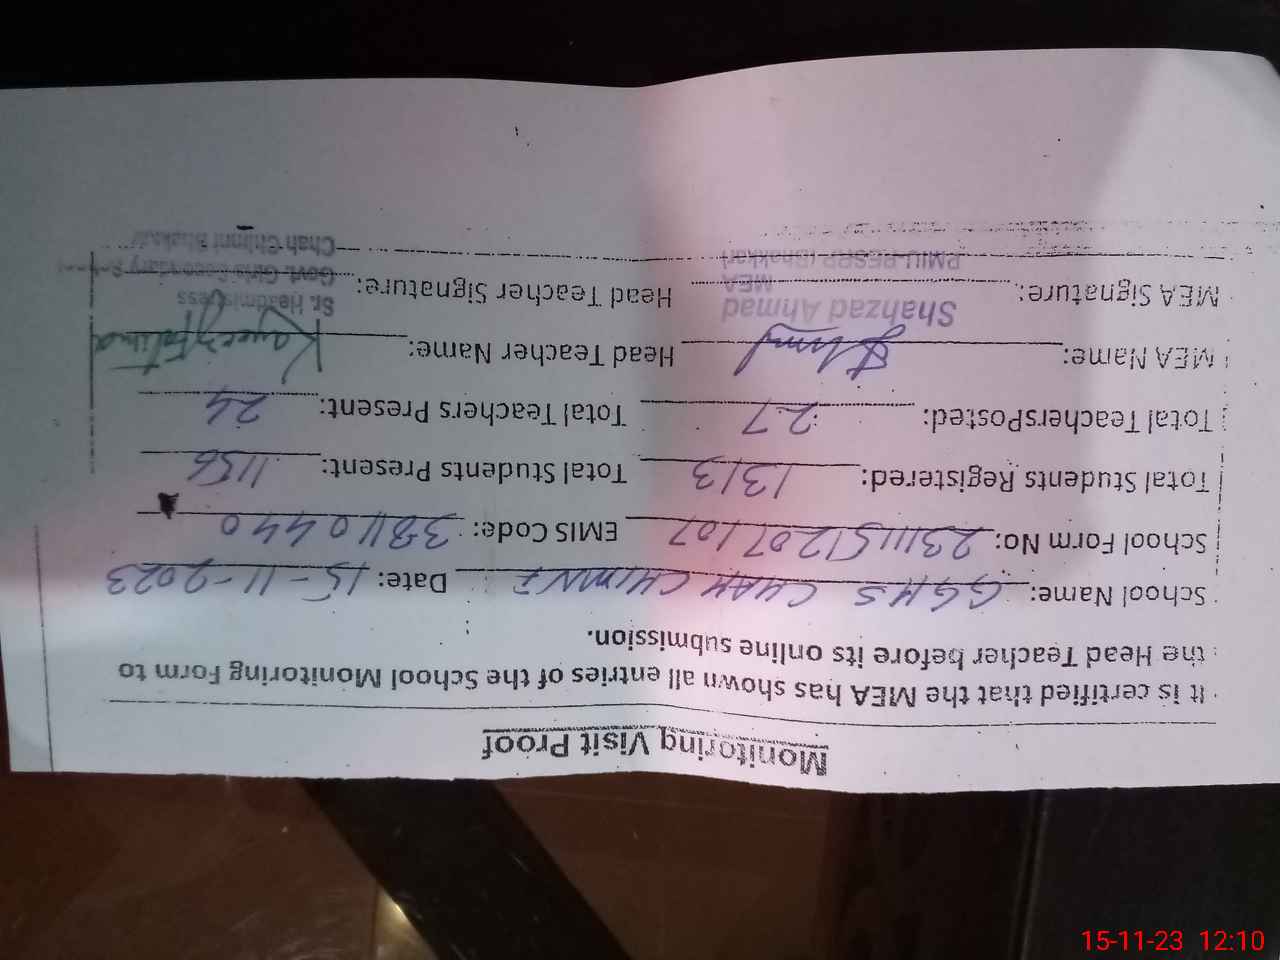 Monitoring Visit Proof
It is certified that the MEA has shown all entries of the School Monitoring Form to
the Head Teacher before its online submission.
School Name: GGHS CHAH CHIMNI Date: 15-11-2023
School Form No: 2311151207107 EMIS Code: 38110440
Total Students Registered: 1313 Total Students Present: 1156
Total TeachersPosted: 27 Total Teachers Present: 24
MEA Name: Head Teacher Name: Kaneez Fatima
Shahzad Ahmad
MEA
PMIU-PESRP (Bhakkar)
MEA Signature: Head Teacher Signature:
Sr. Headmistress
Govt. Girls Secondary School
Chah Chimni Bhakkar
15-11-23 12:10